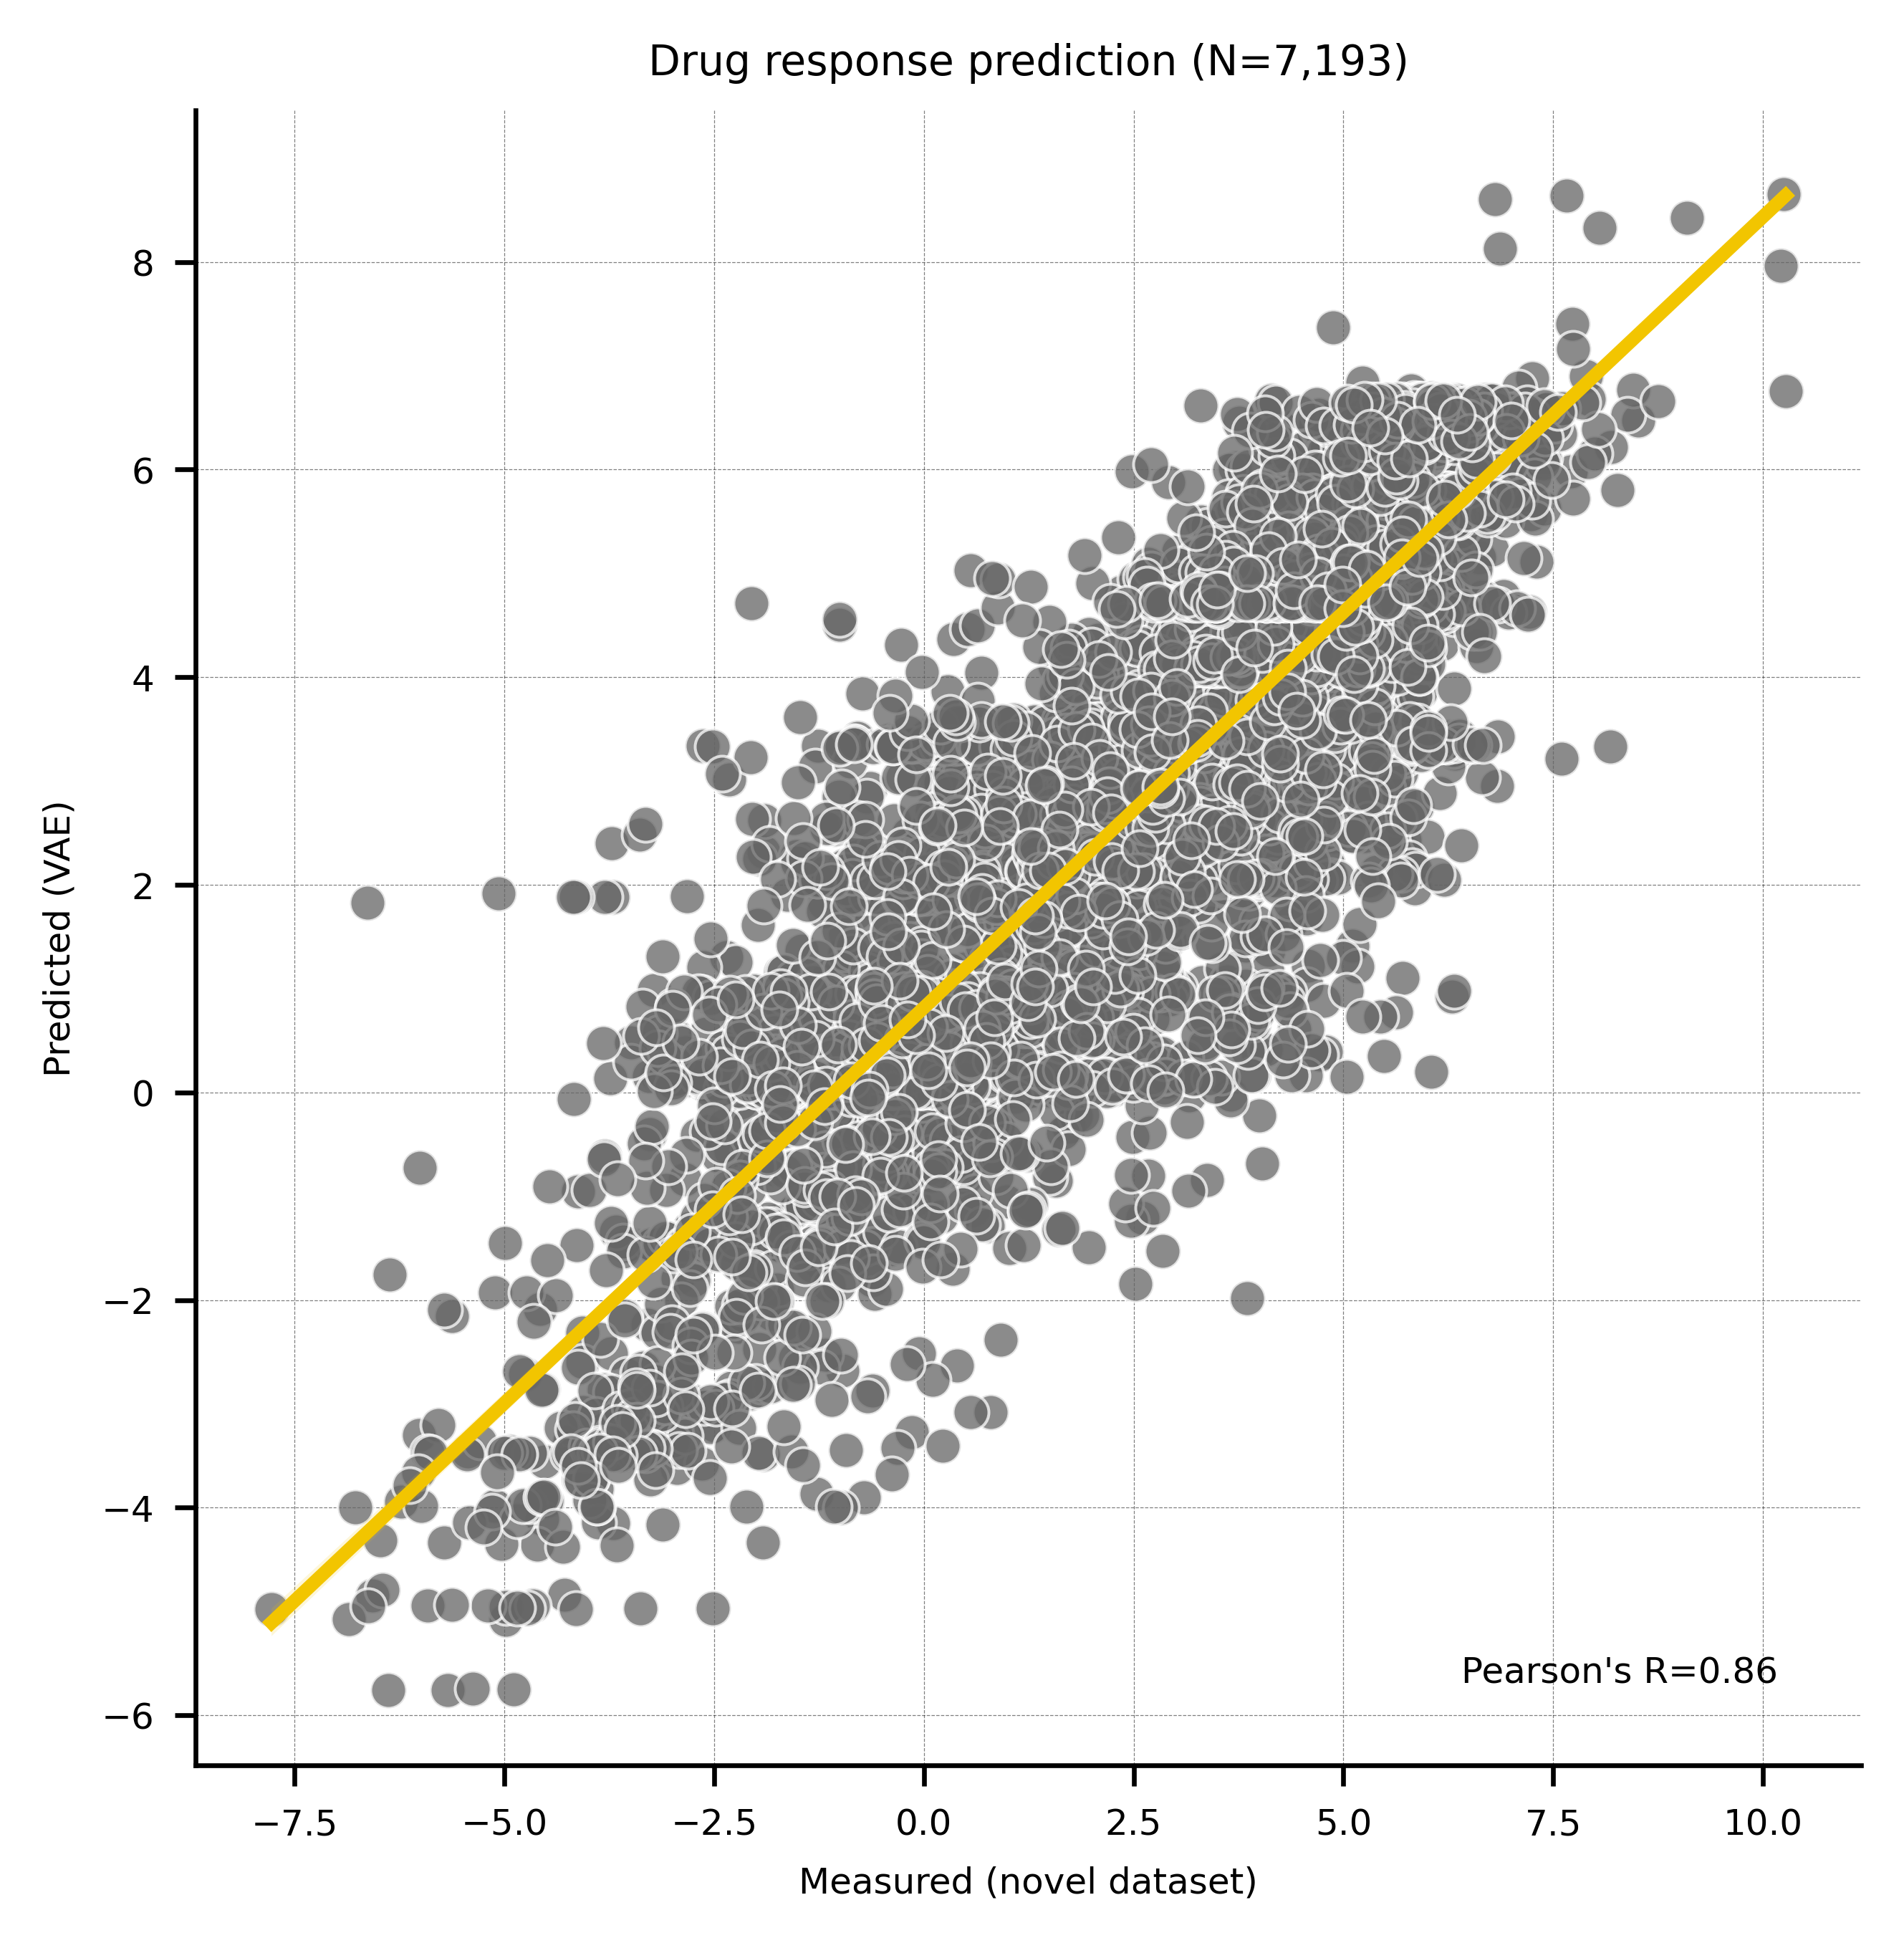 Drug response prediction (N=7,193)
Predicted (VAE)
8
6
4
2
0
−2
−4
−6
Pearson's R=0.86
−7.5 −5.0 −2.5 0.0 2.5 5.0 7.5 10.0
Measured (novel dataset)